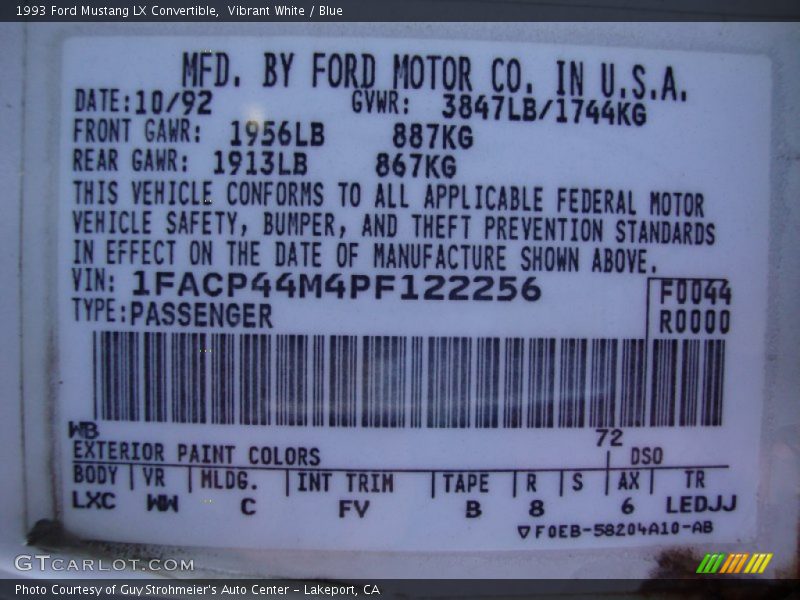 1993 Ford Mustang LX Convertible,  Vibrant White / Blue
MFD. BY FORD MOTOR CO. IN U.S.A.
DATE: 10/92 GVWR: 3847LB/1744KG
FRONT GAWR: 1956LB 887KG
REAR GAWR: 1913LB 867KG
THIS VEHICLE CONFORMS TO ALL APPLICABLE FEDERAL MOTOR
VEHICLE SAFETY, BUMPER, AND THEFT PREVENTION STANDARDS
IN EFFECT ON THE DATE OF MANUFACTURE SHOWN ABOVE.
VIN: 1FACP44M4PF122256 F0044
TYPE: PASSENGER R0000
WB 72
EXTERIOR PAINT COLORS DSO
BODY VR MLDG. INT TRIM TAPE R S AX TR
LXC WW C FV B 8 6 LEDJJ
▽F0EB-58204A10-AB
GTCARLOT.COM
Photo Courtesy of Guy Strohmeier's Auto Center - Lakeport, CA